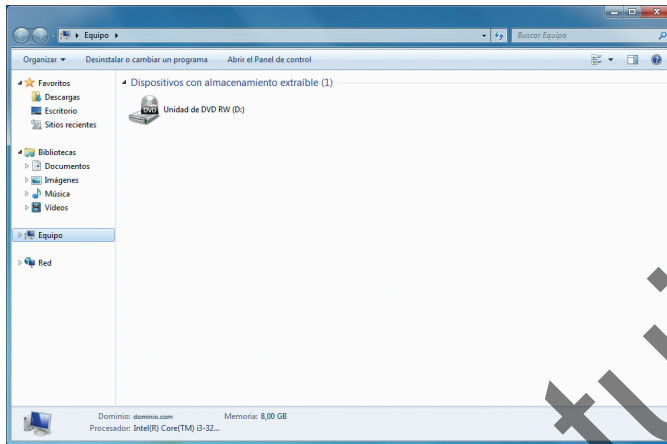 Equipo
Buscar Equipo
Organizar
Desinstalar o cambiar un programa
Abrir el Panel de control
Favoritos
Descargas
Escritorio
Sitios recientes
Bibliotecas
Documentos
Imágenes
Música
Vídeos
Equipo
Red
Dispositivos con almacenamiento extraíble (1)
DVD
Unidad de DVD RW (D:)
Dominio: dominio.com Memoria: 8,00 GB
Procesador: Intel(R) Core(TM) i3-32...